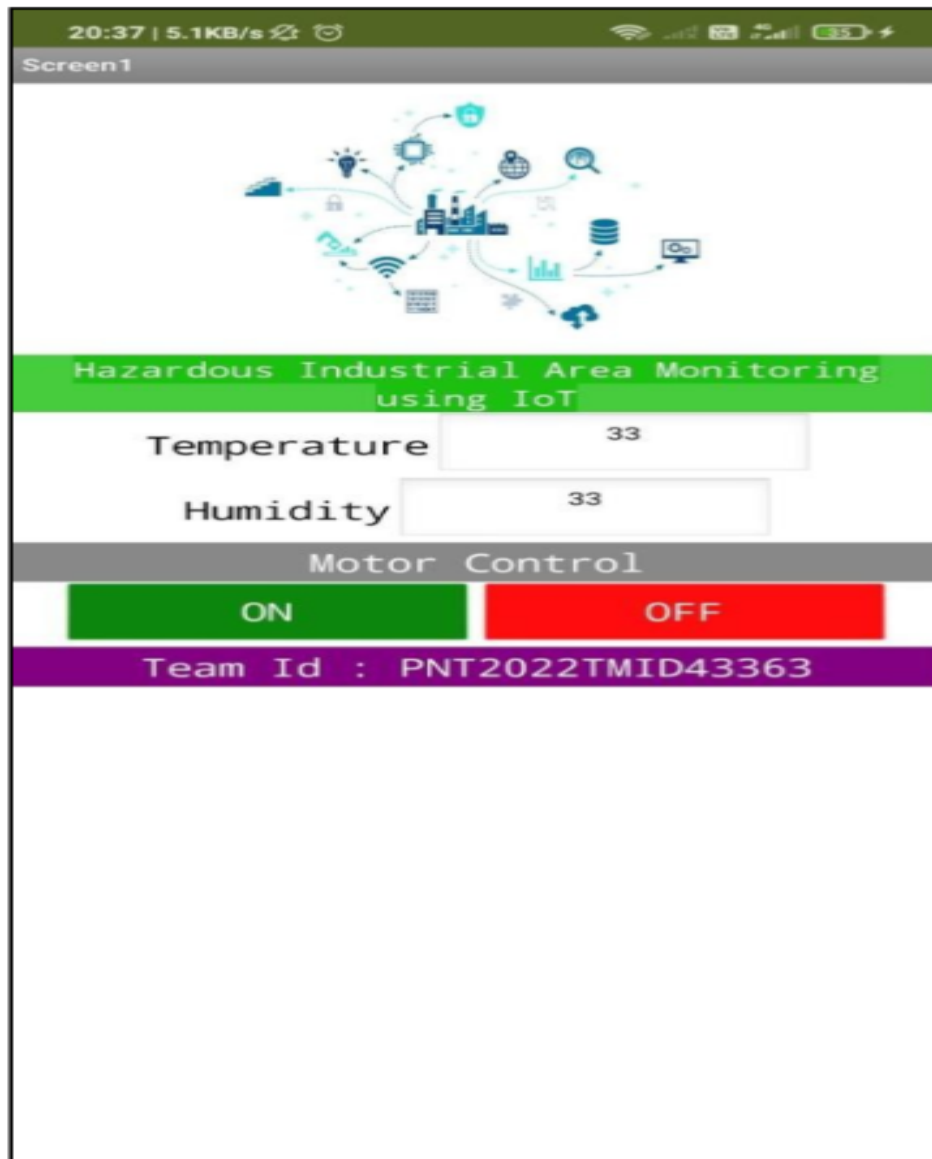 20:37 | 5.1KB/s
35
Screen1
Hazardous Industrial Area Monitoring
using IoT
Temperature 33
Humidity 33
Motor Control
ON OFF
Team Id : PNT2022TMID43363